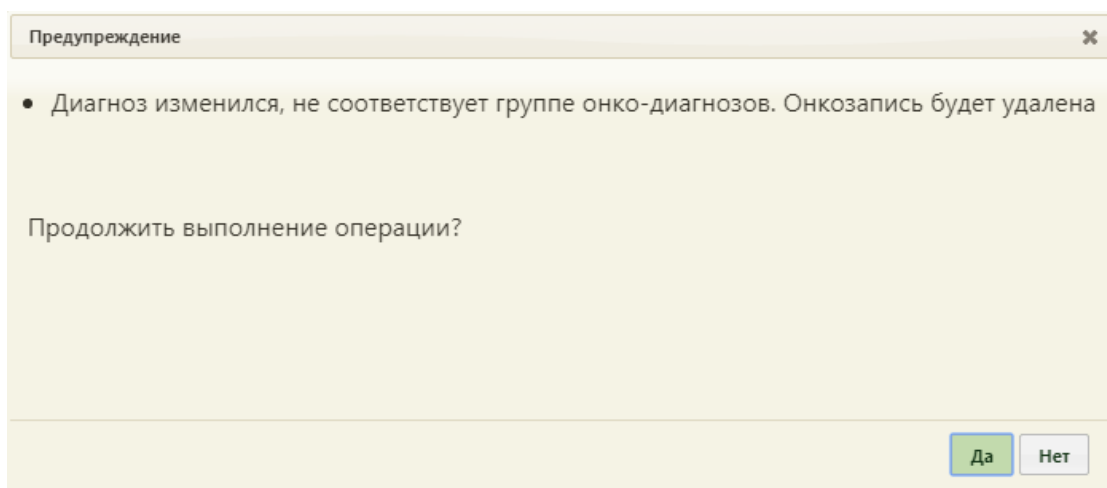 Предупреждение
Диагноз изменился, не соответствует группе онко-диагнозов. Онкозапись будет удалена
Продолжить выполнение операции?
Да Нет